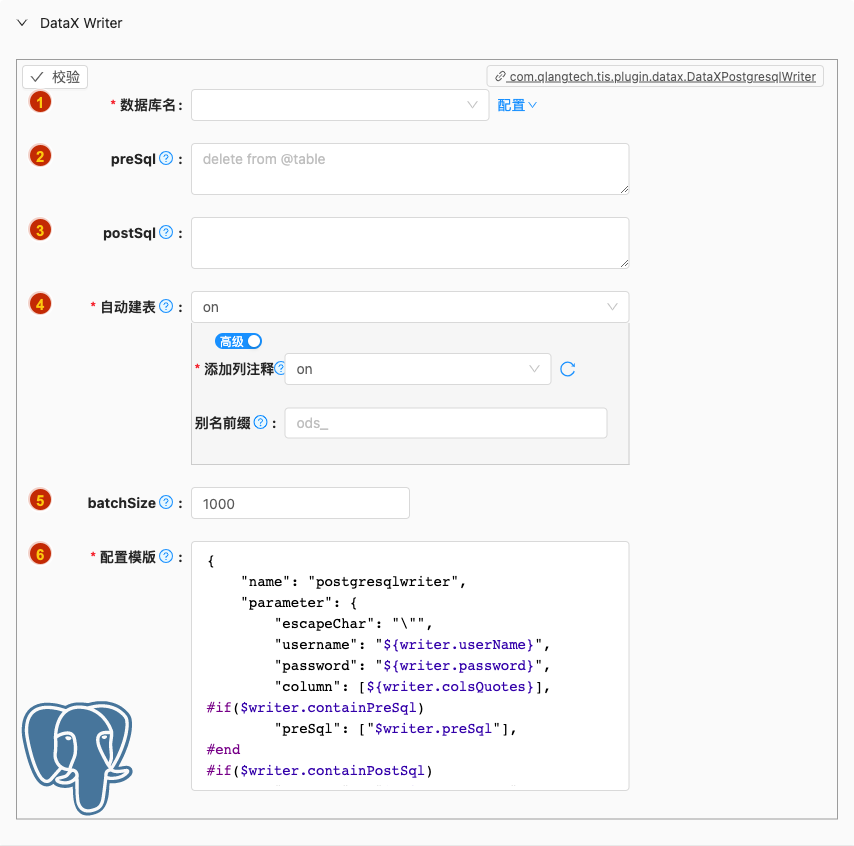 DataX Writer
校验
com.qlangtech.tis.plugin.datax.DataXPostgresqlWriter
1
* 数据库名:
配置
2
preSql ? :
delete from @table
3
postSql ? :
4
* 自动建表 ? :
on
高级
* 添加列注释 ?
on
别名前缀 ? :
ods_
5
batchSize ? :
1000
6
* 配置模版 ? :
{
"name": "postgresqlwriter",
"parameter": {
"escapeChar": "\"",
"username": "${writer.userName}",
"password": "${writer.password}",
"column": [${writer.colsQuotes}],
#if($writer.containPreSql)
"preSql": ["$writer.preSql"],
#end
#if($writer.containPostSql)